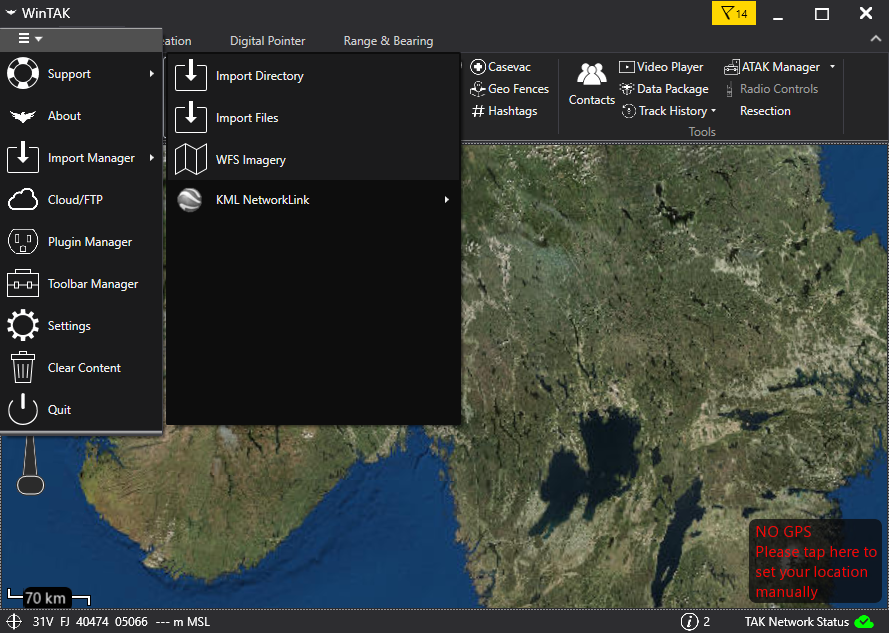 WinTAK
14
ation
Digital Pointer
Range & Bearing
Support
About
Import Manager
Cloud/FTP
Plugin Manager
Toolbar Manager
Settings
Clear Content
Quit
Import Directory
Import Files
WFS Imagery
KML NetworkLink
Casevac
Geo Fences
Hashtags
Contacts
Video Player
Data Package
Track History
ATAK Manager
Radio Controls
Resection
Tools
NO GPS
Please tap here to
set your location
manually
70 km
31V FJ 40474 05066 --- m MSL
2
TAK Network Status